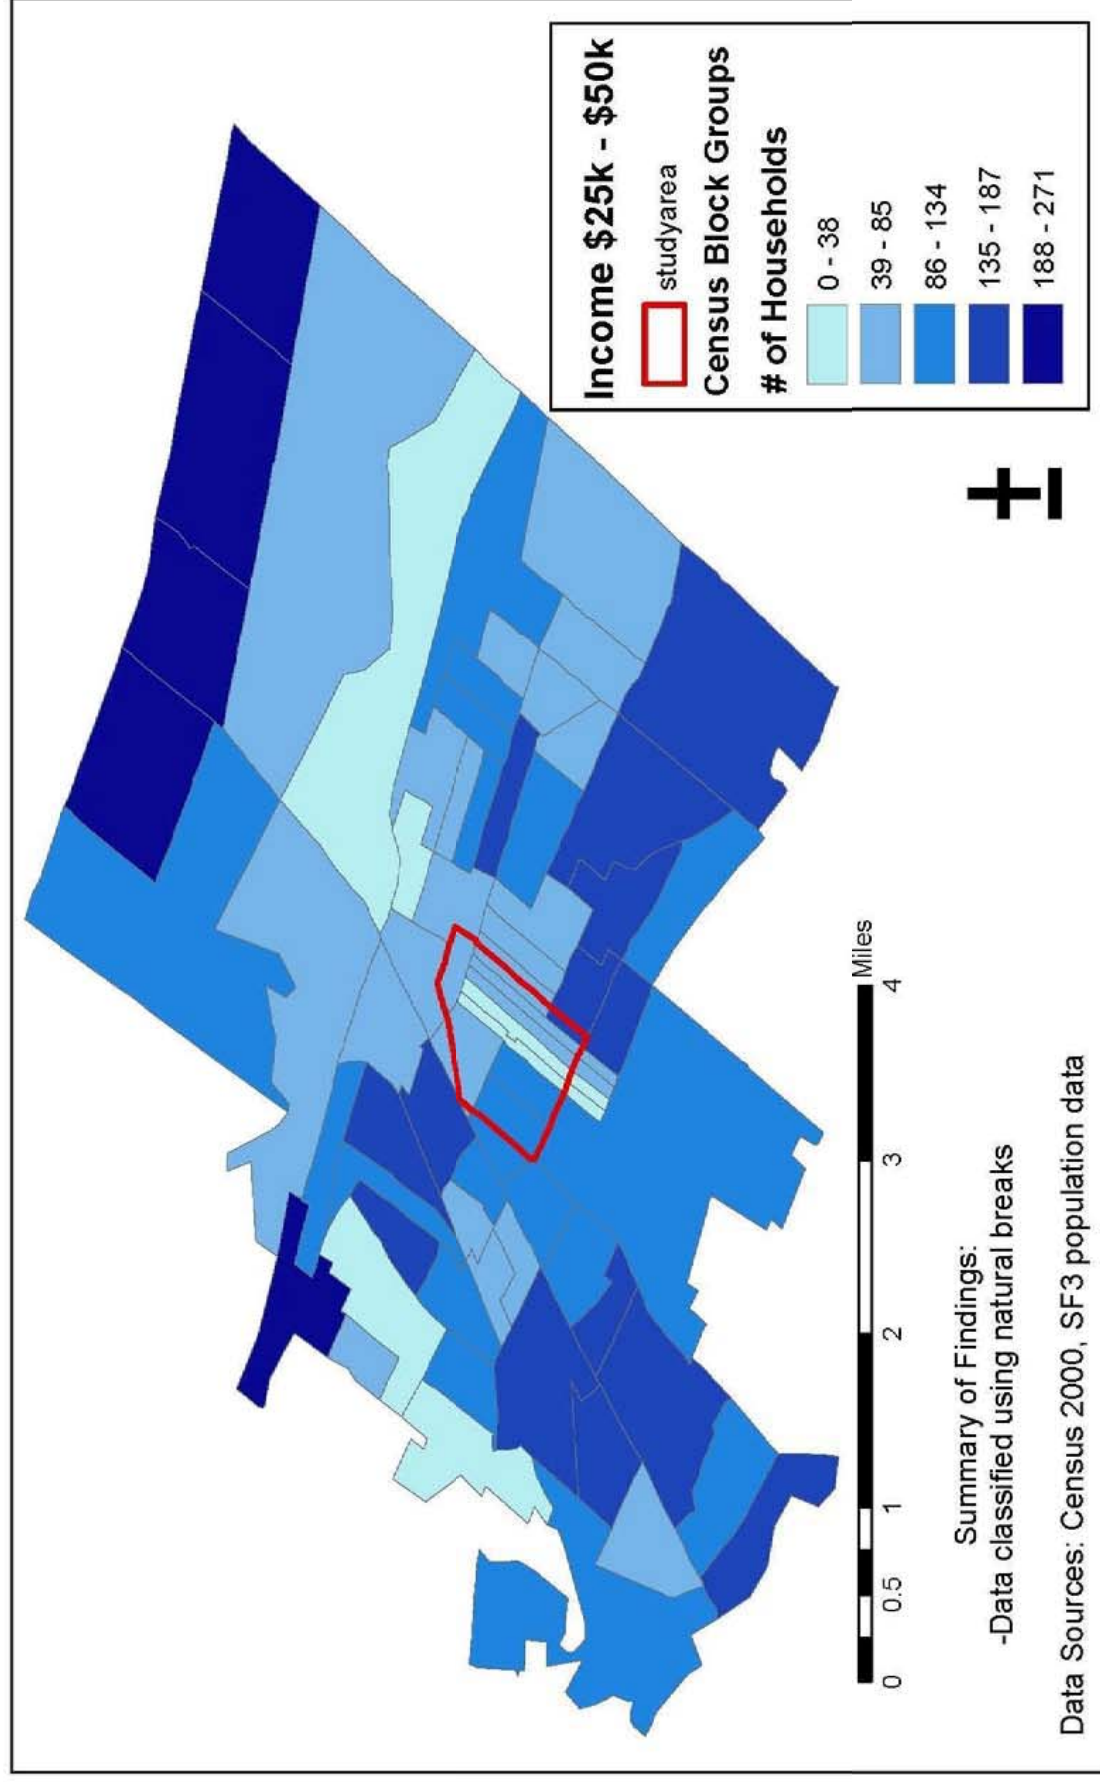 Income $25k - $50k
studyarea
Census Block Groups
# of Households
0 - 38
39 - 85
86 - 134
135 - 187
188 - 271
0 0.5 1 2 3 4
Miles
Summary of Findings:
-Data classified using natural breaks
Data Sources: Census 2000, SF3 population data